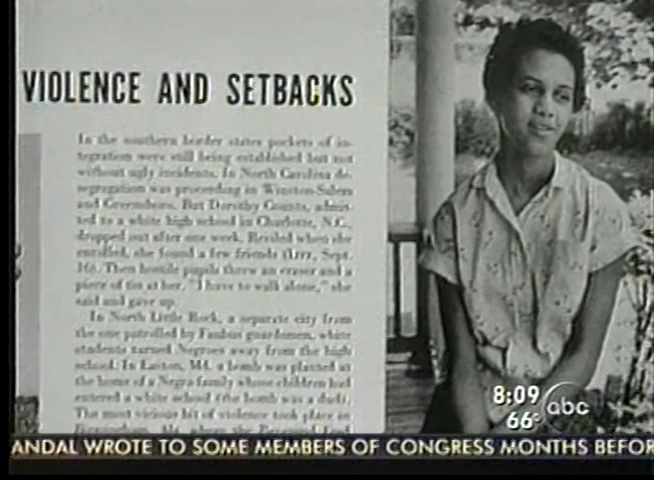 VIOLENCE AND SETBACKS
In the southern border states pockets of in-
tegration were still being established but not
without ugly incidents. In North Carolina de-
segregation was proceeding in Winston-Salem
and Greensboro. But Dorothy Counts, admit-
ted to a white high school in Charlotte, N.C.,
dropped out after one week. Reviled when she
enrolled, she found a few friends (LIFE, Sept.
16). Then hostile pupils threw an eraser and a
piece of tin at her. "I have to walk alone," she
said and gave up.
In North Little Rock, a separate city from
the one patrolled by Faubus' guardsmen, white
students turned Negroes away from the high
school. In Easton, Md. a bomb was planted at
the home of a Negro family whose children had
entered a white school (the bomb was a dud).
The most vicious bit of violence took place in
Birmingham, Ala. where the Reverend Fred
8:09
66° abc
ANDAL WROTE TO SOME MEMBERS OF CONGRESS MONTHS BEFOR